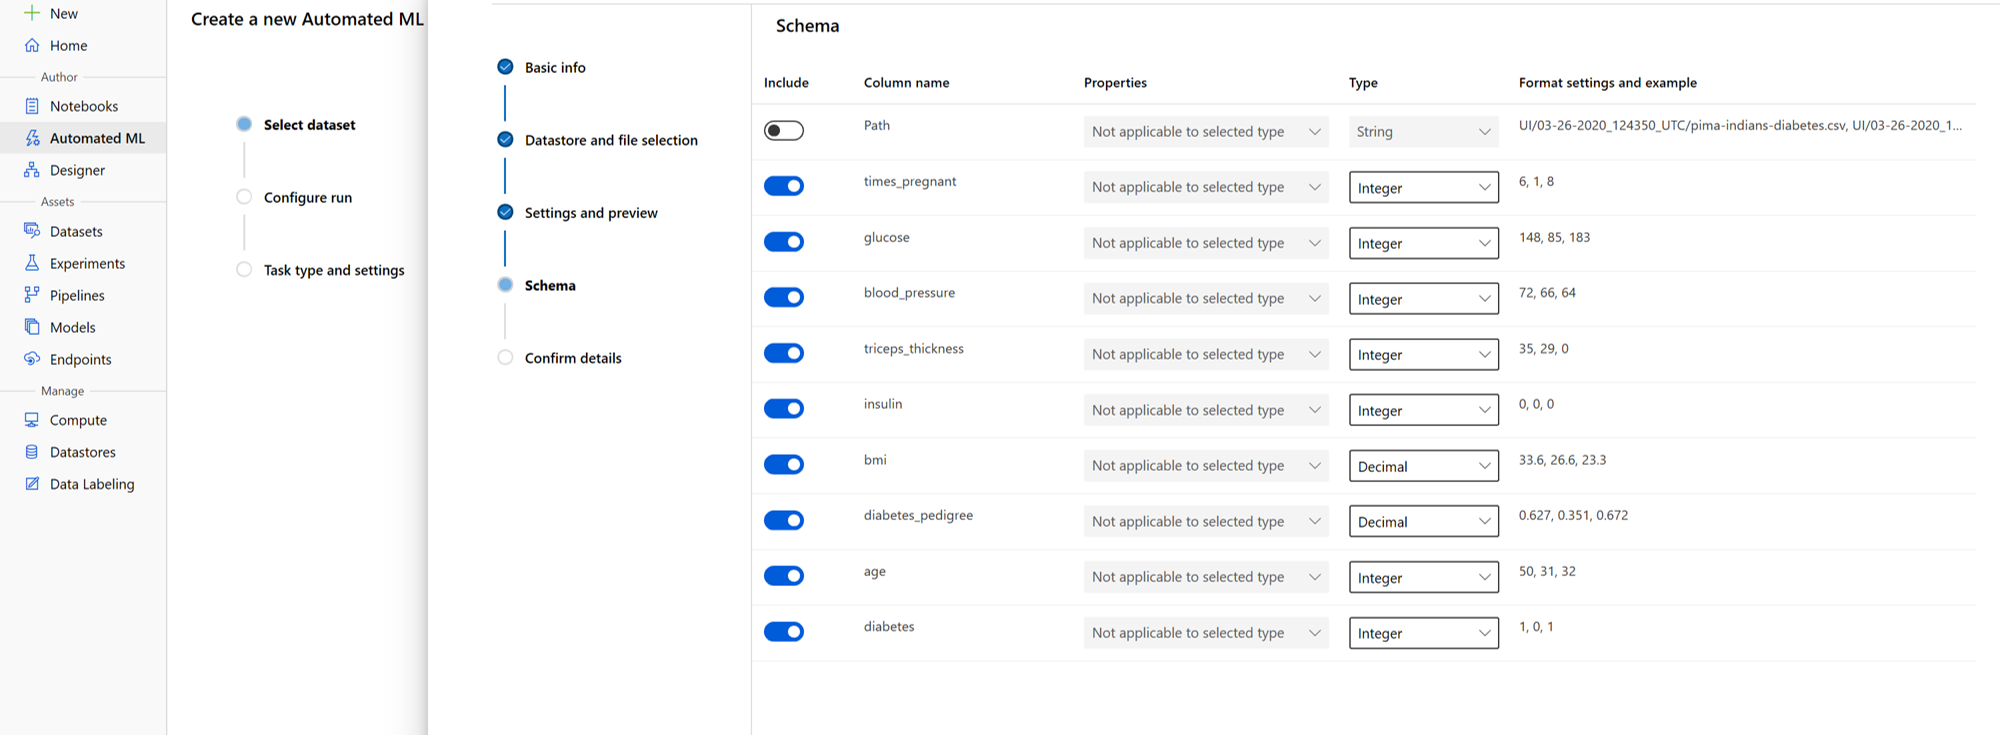 New
Home
Author
Notebooks
Automated ML
Designer
Assets
Datasets
Experiments
Pipelines
Models
Endpoints
Manage
Compute
Datastores
Data Labeling
Create a new Automated ML
Select dataset
Configure run
Task type and settings
Basic info
Datastore and file selection
Settings and preview
Schema
Confirm details
Schema
Include Column name Properties Type Format settings and example
Path Not applicable to selected type String UI/03-26-2020_124350_UTC/pima-indians-diabetes.csv, UI/03-26-2020_1...
times_pregnant Not applicable to selected type Integer 6, 1, 8
glucose Not applicable to selected type Integer 148, 85, 183
blood_pressure Not applicable to selected type Integer 72, 66, 64
triceps_thickness Not applicable to selected type Integer 35, 29, 0
insulin Not applicable to selected type Integer 0, 0, 0
bmi Not applicable to selected type Decimal 33.6, 26.6, 23.3
diabetes_pedigree Not applicable to selected type Decimal 0.627, 0.351, 0.672
age Not applicable to selected type Integer 50, 31, 32
diabetes Not applicable to selected type Integer 1, 0, 1